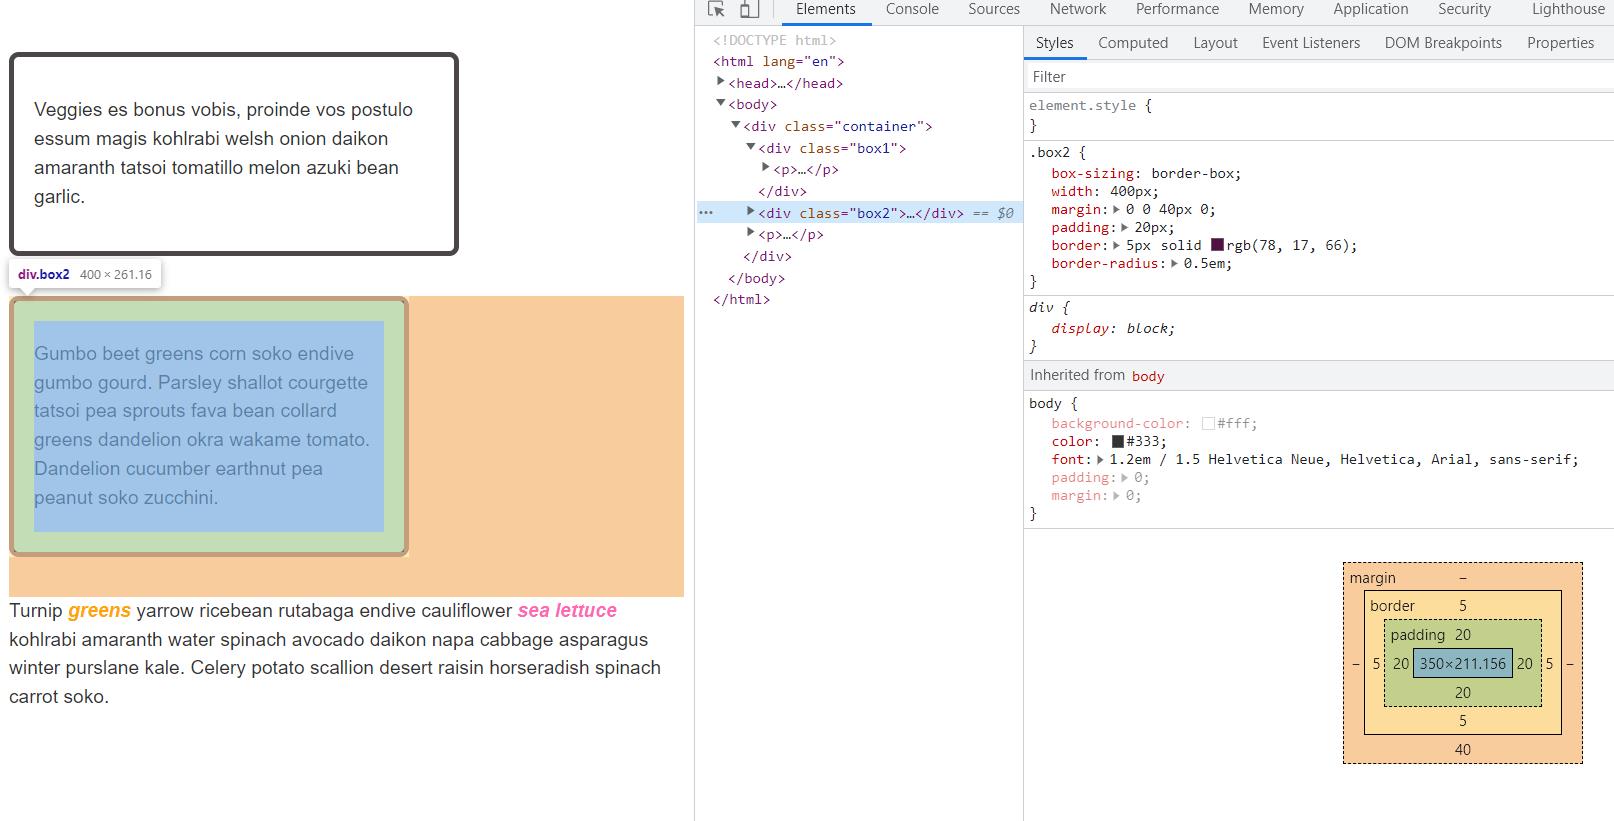 Elements Console Sources Network Performance Memory Application Security Lighthouse
Veggies es bonus vobis, proinde vos postulo
essum magis kohlrabi welsh onion daikon
amaranth tatsoi tomatillo melon azuki bean
garlic.
div.box2 400 × 261.16
Gumbo beet greens corn soko endive
gumbo gourd. Parsley shallot courgette
tatsoi pea sprouts fava bean collard
greens dandelion okra wakame tomato.
Dandelion cucumber earthnut pea
peanut soko zucchini.
Turnip greens yarrow ricebean rutabaga endive cauliflower sea lettuce
kohlrabi amaranth water spinach avocado daikon napa cabbage asparagus
winter purslane kale. Celery potato scallion desert raisin horseradish spinach
carrot soko.
<!DOCTYPE html>
<html lang="en">
<head>…</head>
<body>
<div class="container">
<div class="box1">
<p>…</p>
</div>
<div class="box2">…</div> == $0
<p>…</p>
</div>
</body>
</html>
Styles Computed Layout Event Listeners DOM Breakpoints Properties
Filter
element.style {
}
.box2 {
box-sizing: border-box;
width: 400px;
margin: 0 0 40px 0;
padding: 20px;
border: 5px solid rgb(78, 17, 66);
border-radius: 0.5em;
}
div {
display: block;
}
Inherited from body
body {
background-color: #fff;
color: #333;
font: 1.2em / 1.5 Helvetica Neue, Helvetica, Arial, sans-serif;
padding: 0;
margin: 0;
}
margin –
border 5
padding 20
– 5 20 350×211.156 20 5 –
20
5
40